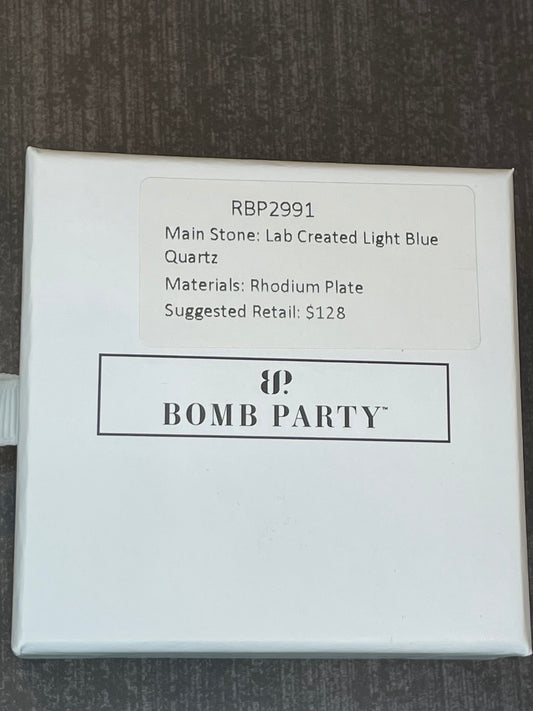 RBP2991
Main Stone: Lab Created Light Blue
Quartz
Materials: Rhodium Plate
Suggested Retail: $128
BP.
BOMB PARTY™